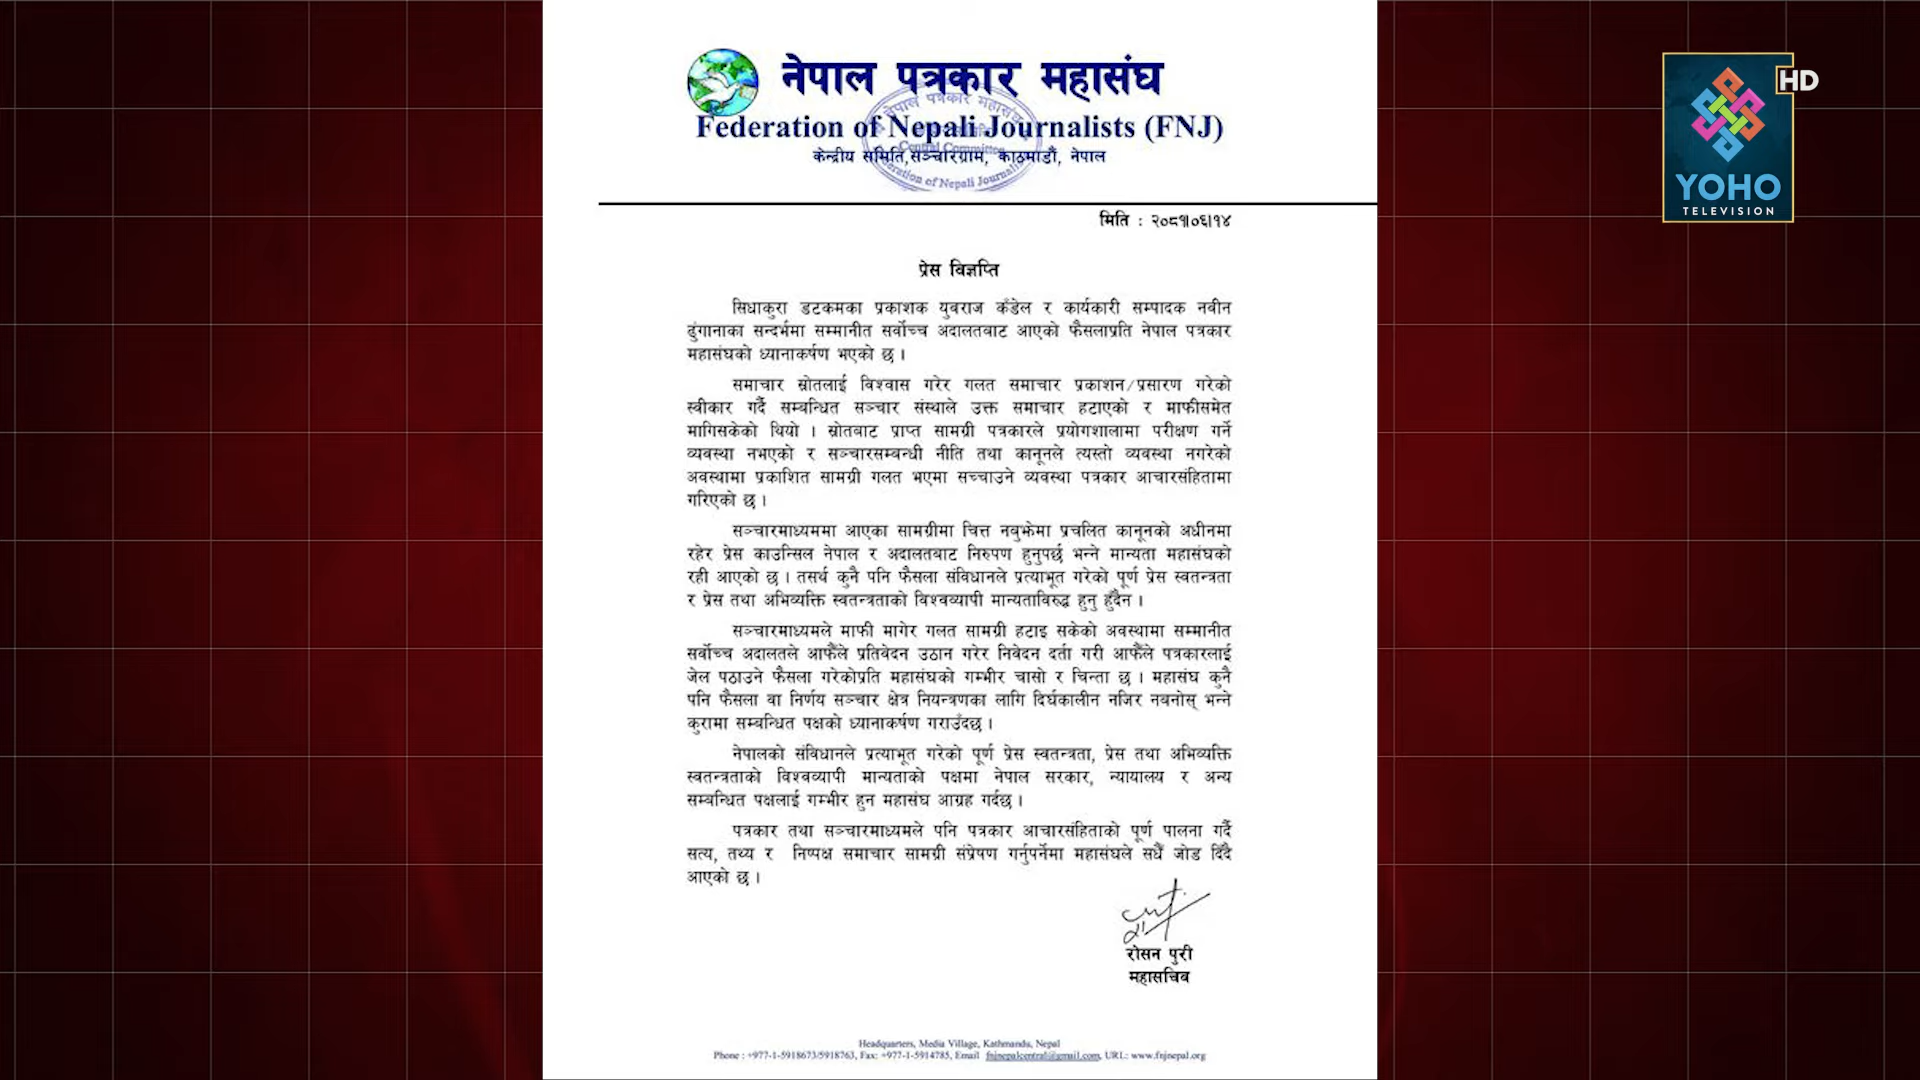 नेपाल पत्रकार महासंघ
Federation of Nepali Journalists (FNJ)
केन्द्रीय समिति,सञ्चारग्राम, काठमाडौं, नेपाल
नेपाल पत्रकार महासंघ
Central Committee
Federation of Nepali Journalists
HD
YOHO
TELEVISION
मिति : २०८१।०६।१४
प्रेस विज्ञप्ति
सिधाकुरा डटकमका प्रकाशक युवराज कँडेल र कार्यकारी सम्पादक नवीन
ढुंगानाका सन्दर्भमा सम्मानीत सर्वोच्च अदालतबाट आएको फैसलाप्रति नेपाल पत्रकार
महासंघको ध्यानाकर्षण भएको छ ।
समाचार स्रोतलाई विश्वास गरेर गलत समाचार प्रकाशन/प्रसारण गरेको
स्वीकार गर्दै सम्बन्धित सञ्चार संस्थाले उक्त समाचार हटाएको र माफीसमेत
मागिसकेको थियो । स्रोतबाट प्राप्त सामग्री पत्रकारले प्रयोगशालामा परीक्षण गर्ने
व्यवस्था नभएको र सञ्चारसम्बन्धी नीति तथा कानूनले त्यस्तो व्यवस्था नगरेको
अवस्थामा प्रकाशित सामग्री गलत भएमा सच्चाउने व्यवस्था पत्रकार आचारसंहितामा
गरिएको छ ।
सञ्चारमाध्यममा आएका सामग्रीमा चित्त नबुझेमा प्रचलित कानूनको अधीनमा
रहेर प्रेस काउन्सिल नेपाल र अदालतबाट निरुपण हुनुपर्छ भन्ने मान्यता महासंघको
रही आएको छ । तसर्थ कुनै पनि फैसला संविधानले प्रत्याभूत गरेको पूर्ण प्रेस स्वतन्त्रता
र प्रेस तथा अभिव्यक्ति स्वतन्त्रताको विश्वव्यापी मान्यताविरुद्ध हुनु हुँदैन ।
सञ्चारमाध्यमले माफी मागेर गलत सामग्री हटाइ सकेको अवस्थामा सम्मानीत
सर्वोच्च अदालतले आफैँले प्रतिवेदन उठान गरेर निवेदन दर्ता गरी आफैँले पत्रकारलाई
जेल पठाउने फैसला गरेकोप्रति महासंघको गम्भीर चासो र चिन्ता छ । महासंघ कुनै
पनि फैसला वा निर्णय सञ्चार क्षेत्र नियन्त्रणका लागि दिर्घकालीन नजिर नबनोस् भन्ने
कुरामा सम्बन्धित पक्षको ध्यानाकर्षण गराउँदछ ।
नेपालको संविधानले प्रत्याभूत गरेको पूर्ण प्रेस स्वतन्त्रता, प्रेस तथा अभिव्यक्ति
स्वतन्त्रताको विश्वव्यापी मान्यताको पक्षमा नेपाल सरकार, न्यायालय र अन्य
सम्बन्धित पक्षलाई गम्भीर हुन महासंघ आग्रह गर्दछ ।
पत्रकार तथा सञ्चारमाध्यमले पनि पत्रकार आचारसंहिताको पूर्ण पालना गर्दै
सत्य, तथ्य र निष्पक्ष समाचार सामग्री संप्रेषण गर्नुपर्नेमा महासंघले सधैँ जोड दिँदै
आएको छ ।
रोसन पुरी
महासचिव
Headquarters, Media Village, Kathmandu, Nepal
Phone : +977-1-5918673/5918763, Fax: +977-1-5914785, Email fnjnepalcentral@gmail.com, URL: www.fnjnepal.org